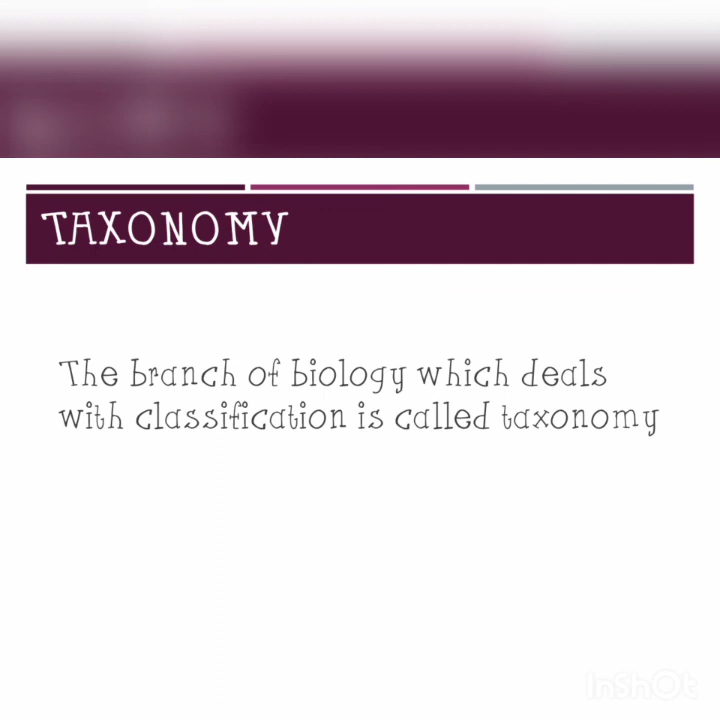 TAXONOMY
The branch of biology which deals
with classification is called taxonomy
InShOt